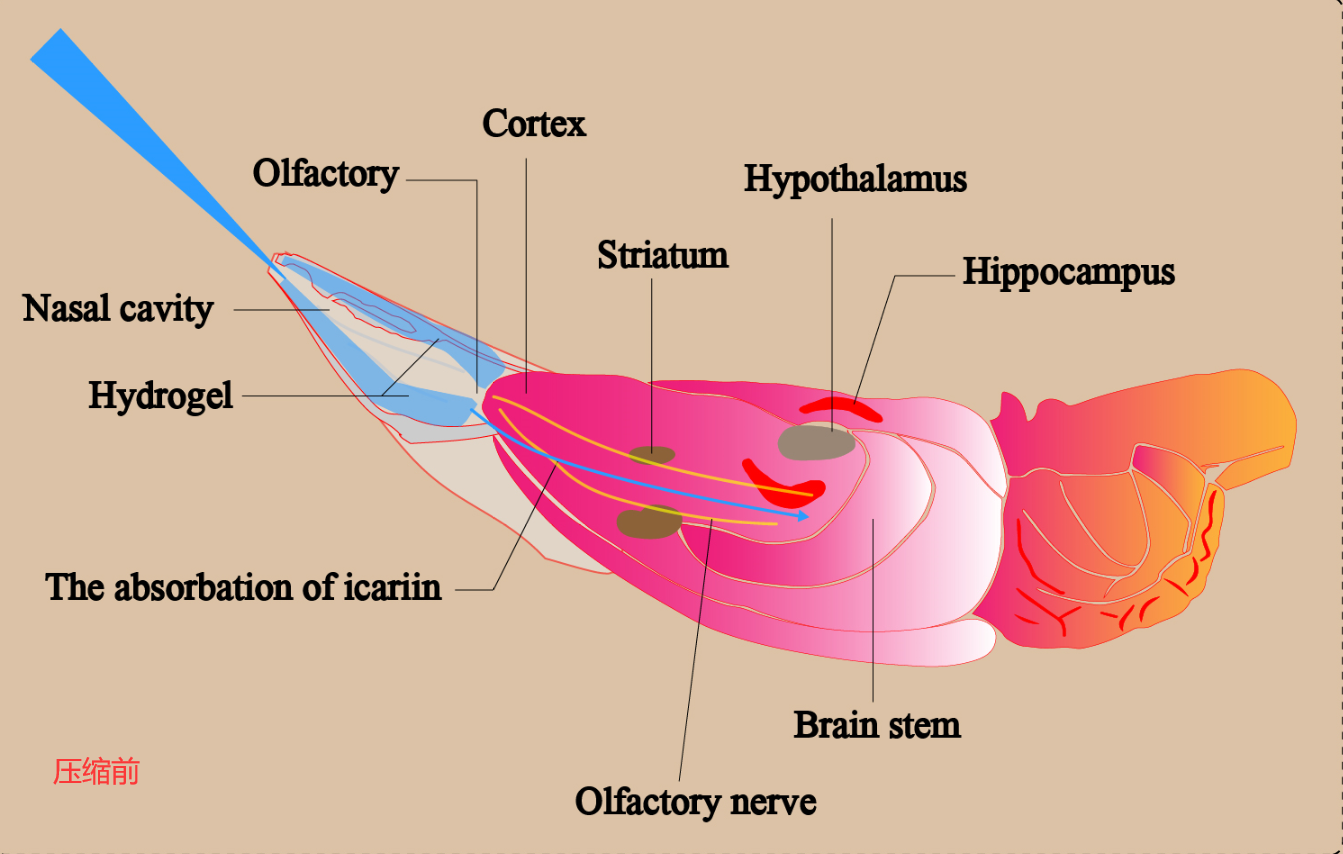 Cortex
Olfactory
Hypothalamus
Striatum
Hippocampus
Nasal cavity
Hydrogel
The absorbation of icariin
Brain stem
压缩前
Olfactory nerve